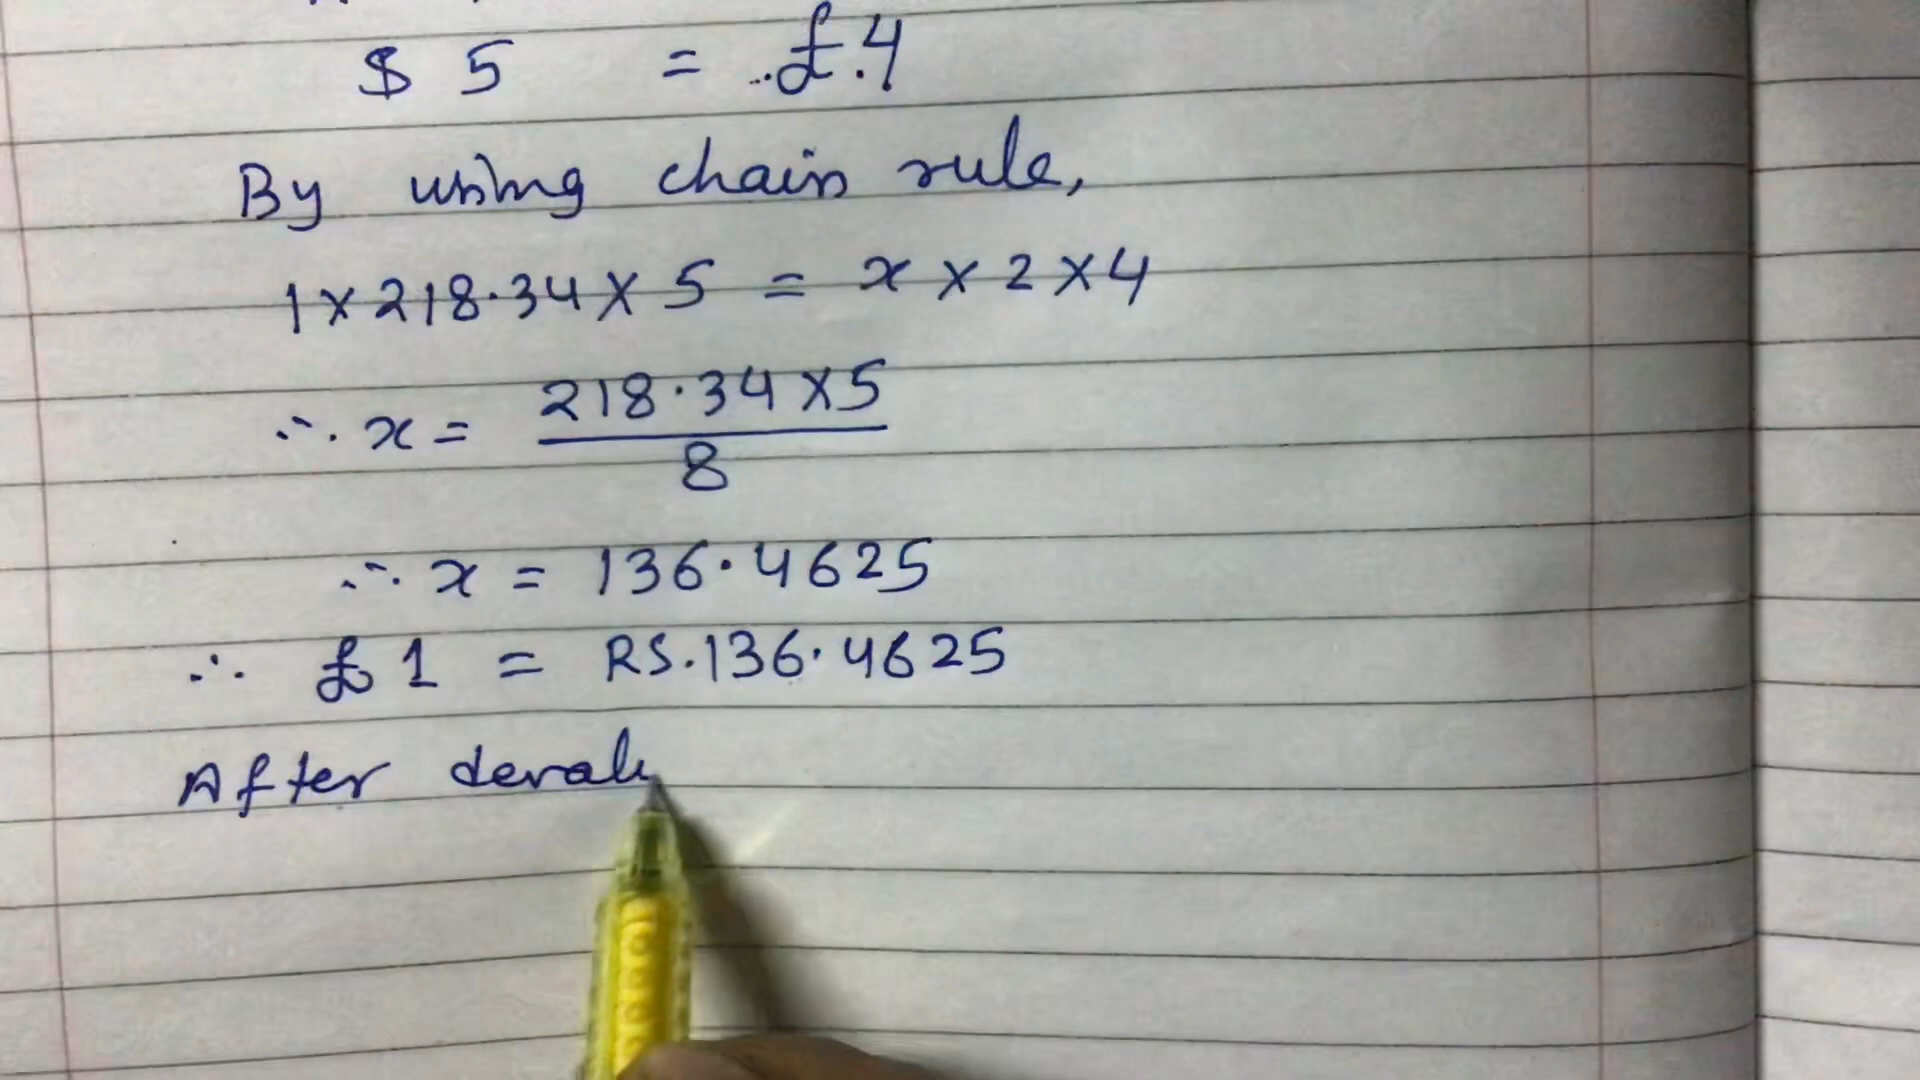 $ 5 = £.4
By using chain rule,
1 × 218.34 × 5 = x × 2 × 4
∴ x = 218.34 × 5 / 8
∴ x = 136.4625
∴ £ 1 = RS. 136.4625
After devalu